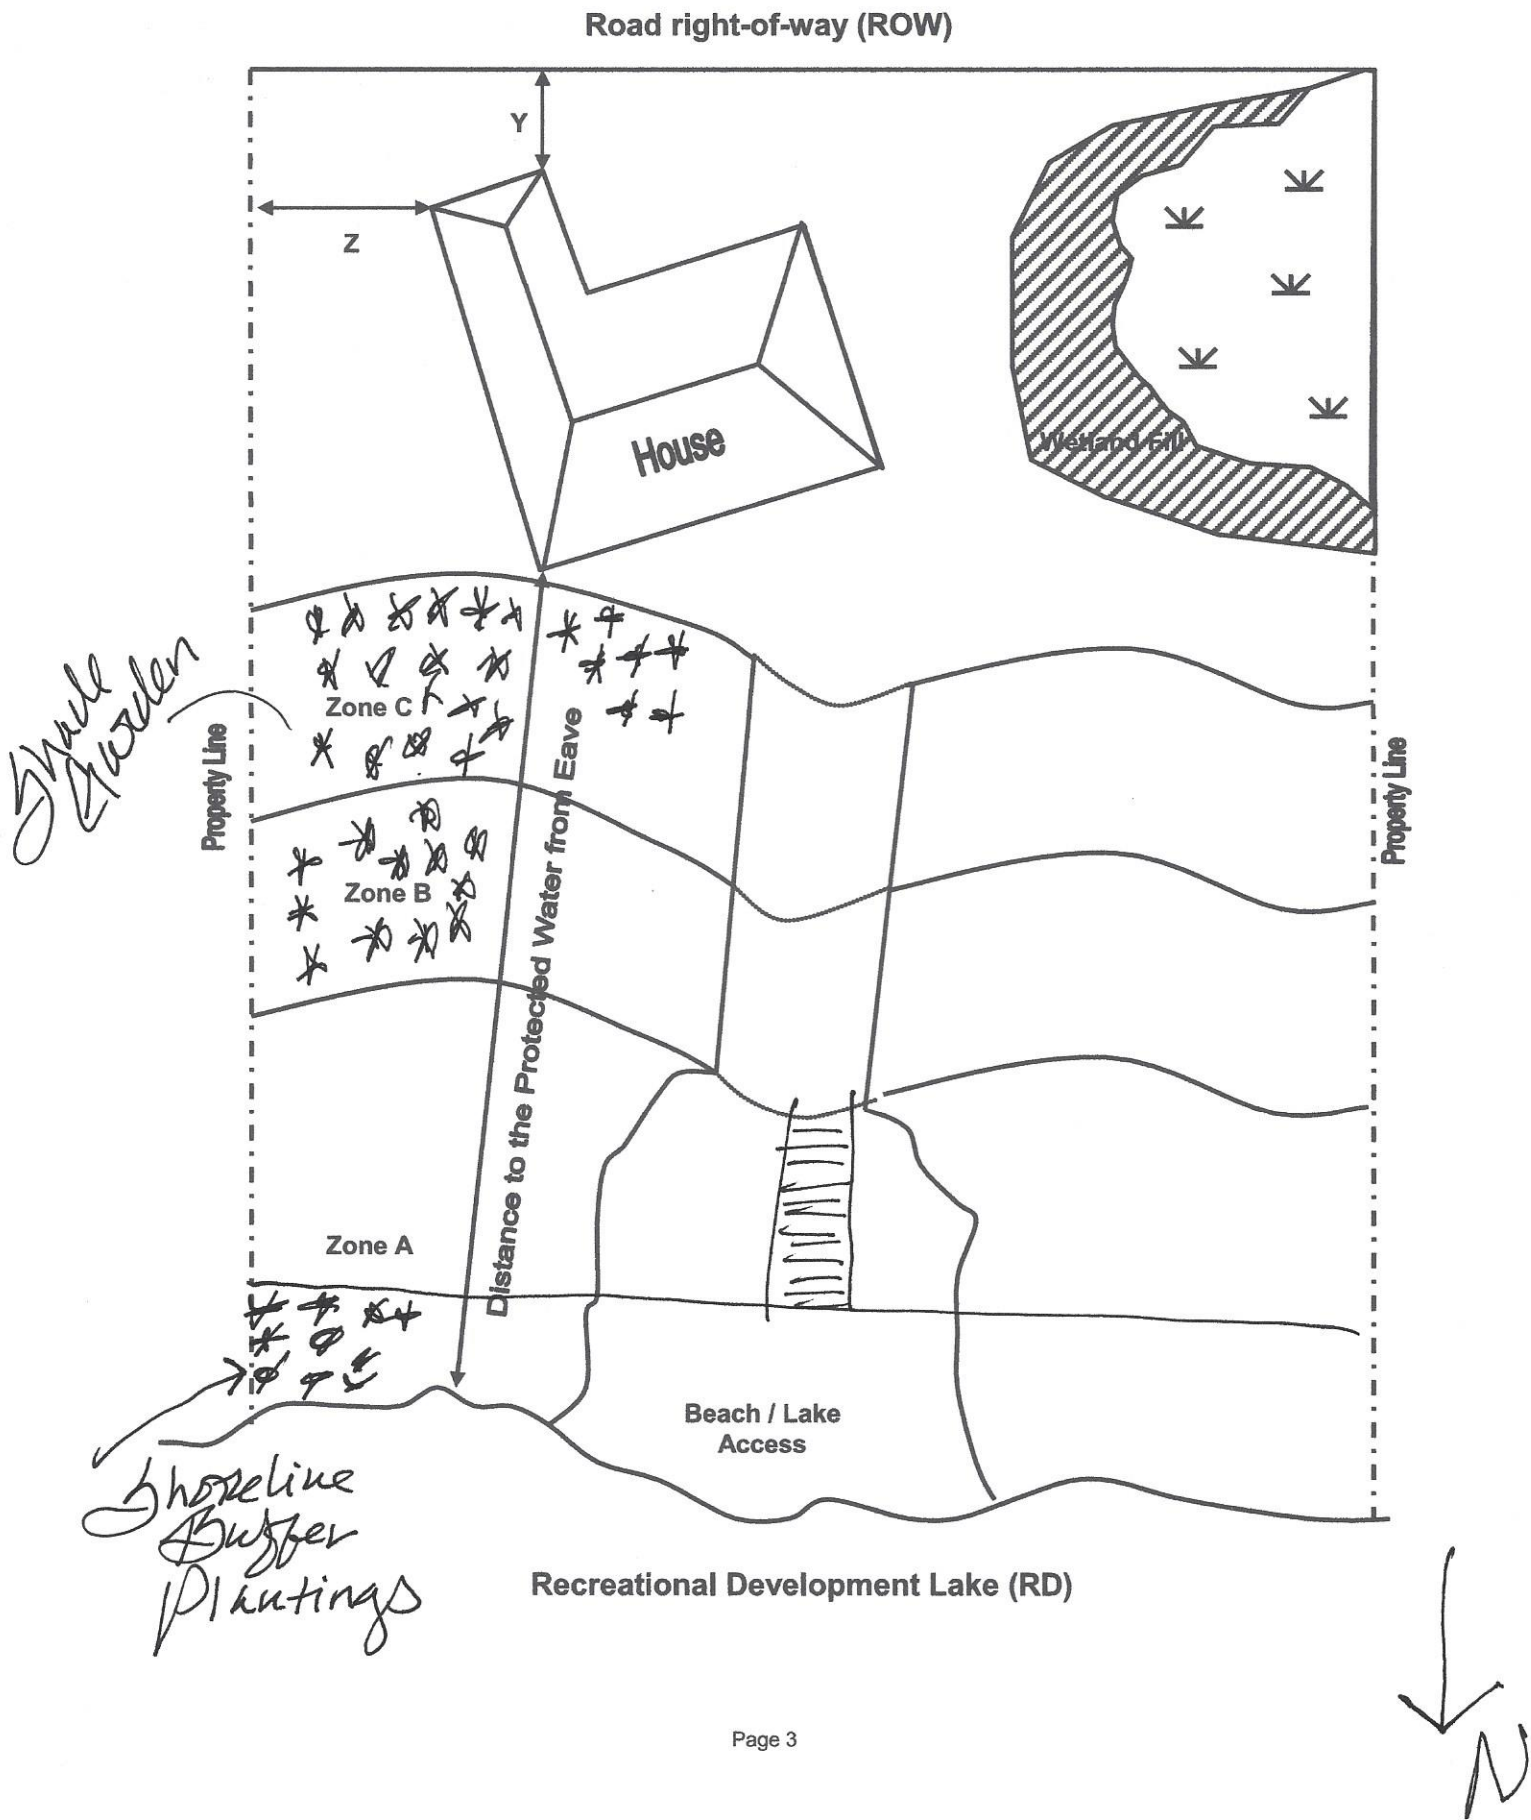 Road right-of-way (ROW)
Y
Z
House
Wetland Fill
Shade
Garden
Zone C
Property Line
Property Line
Zone B
Distance to the Protected Water from Eave
Zone A
Beach / Lake
Access
Shoreline
Buffer
Plantings
Recreational Development Lake (RD)
Page 3
N